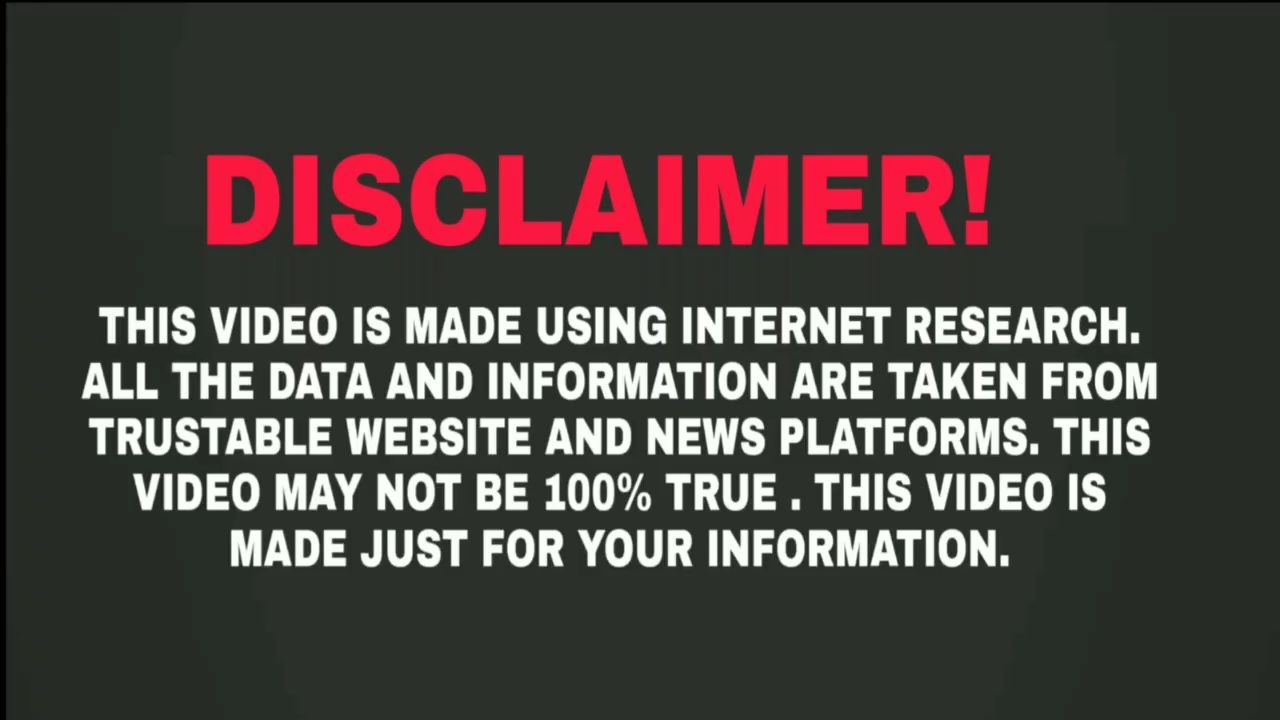 DISCLAIMER!
THIS VIDEO IS MADE USING INTERNET RESEARCH.
ALL THE DATA AND INFORMATION ARE TAKEN FROM
TRUSTABLE WEBSITE AND NEWS PLATFORMS. THIS
VIDEO MAY NOT BE 100% TRUE . THIS VIDEO IS
MADE JUST FOR YOUR INFORMATION.